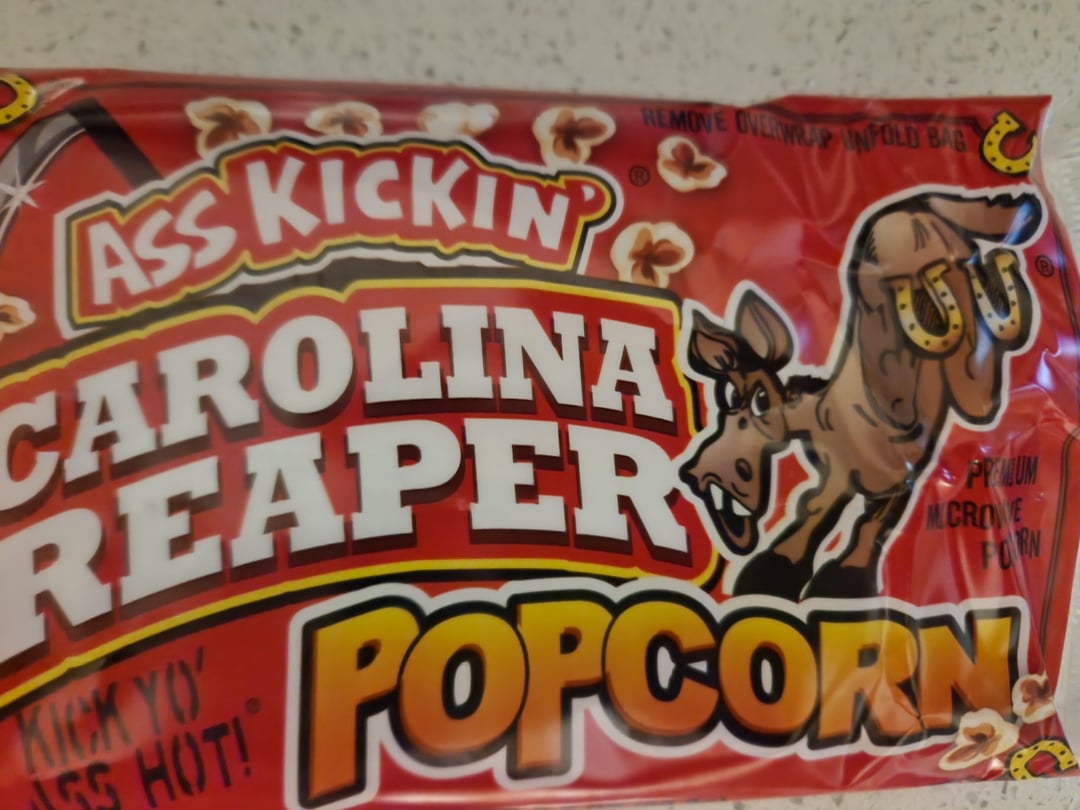 REMOVE OVERWRAP UNFOLD BAG
ASS KICKIN'®
CAROLINA
REAPER
®
PREMIUM
MICROWAVE
POPCORN
POPCORN
KICK YO'
ASS HOT!®